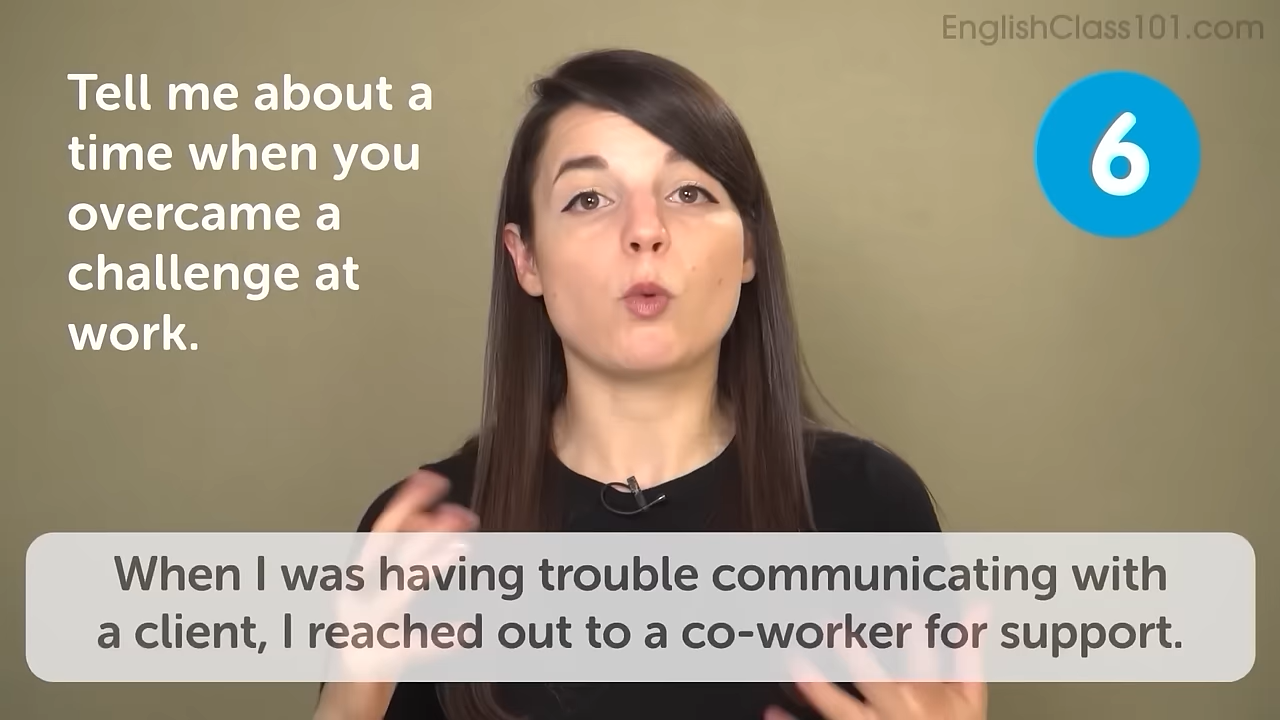 EnglishClass101.com
Tell me about a
time when you
overcame a
challenge at
work.
6
When I was having trouble communicating with
a client, I reached out to a co-worker for support.